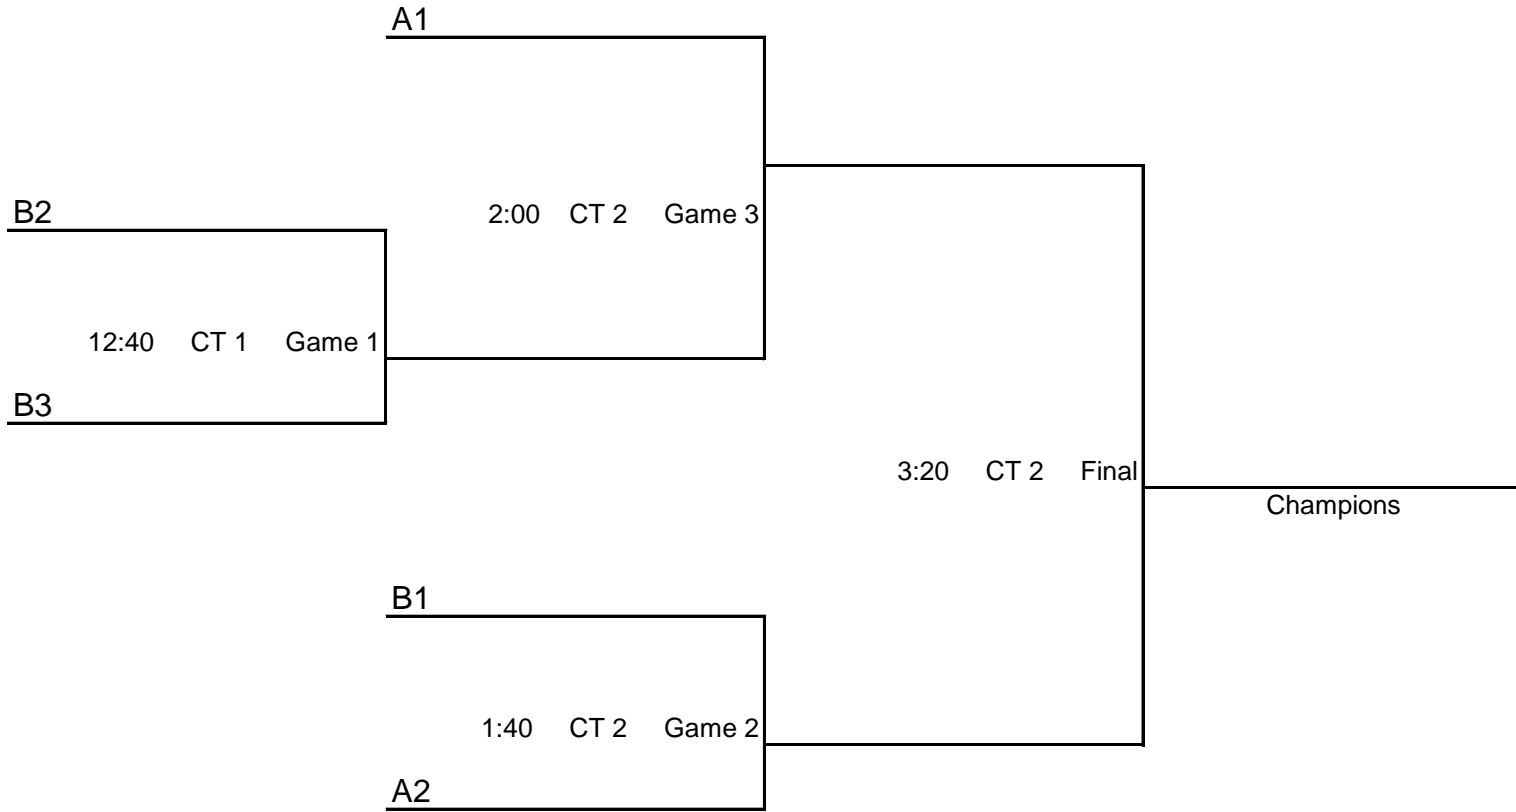 A1
B2
2:00 CT 2 Game 3
12:40 CT 1 Game 1
B3
3:20 CT 2 Final
Champions
B1
1:40 CT 2 Game 2
A2